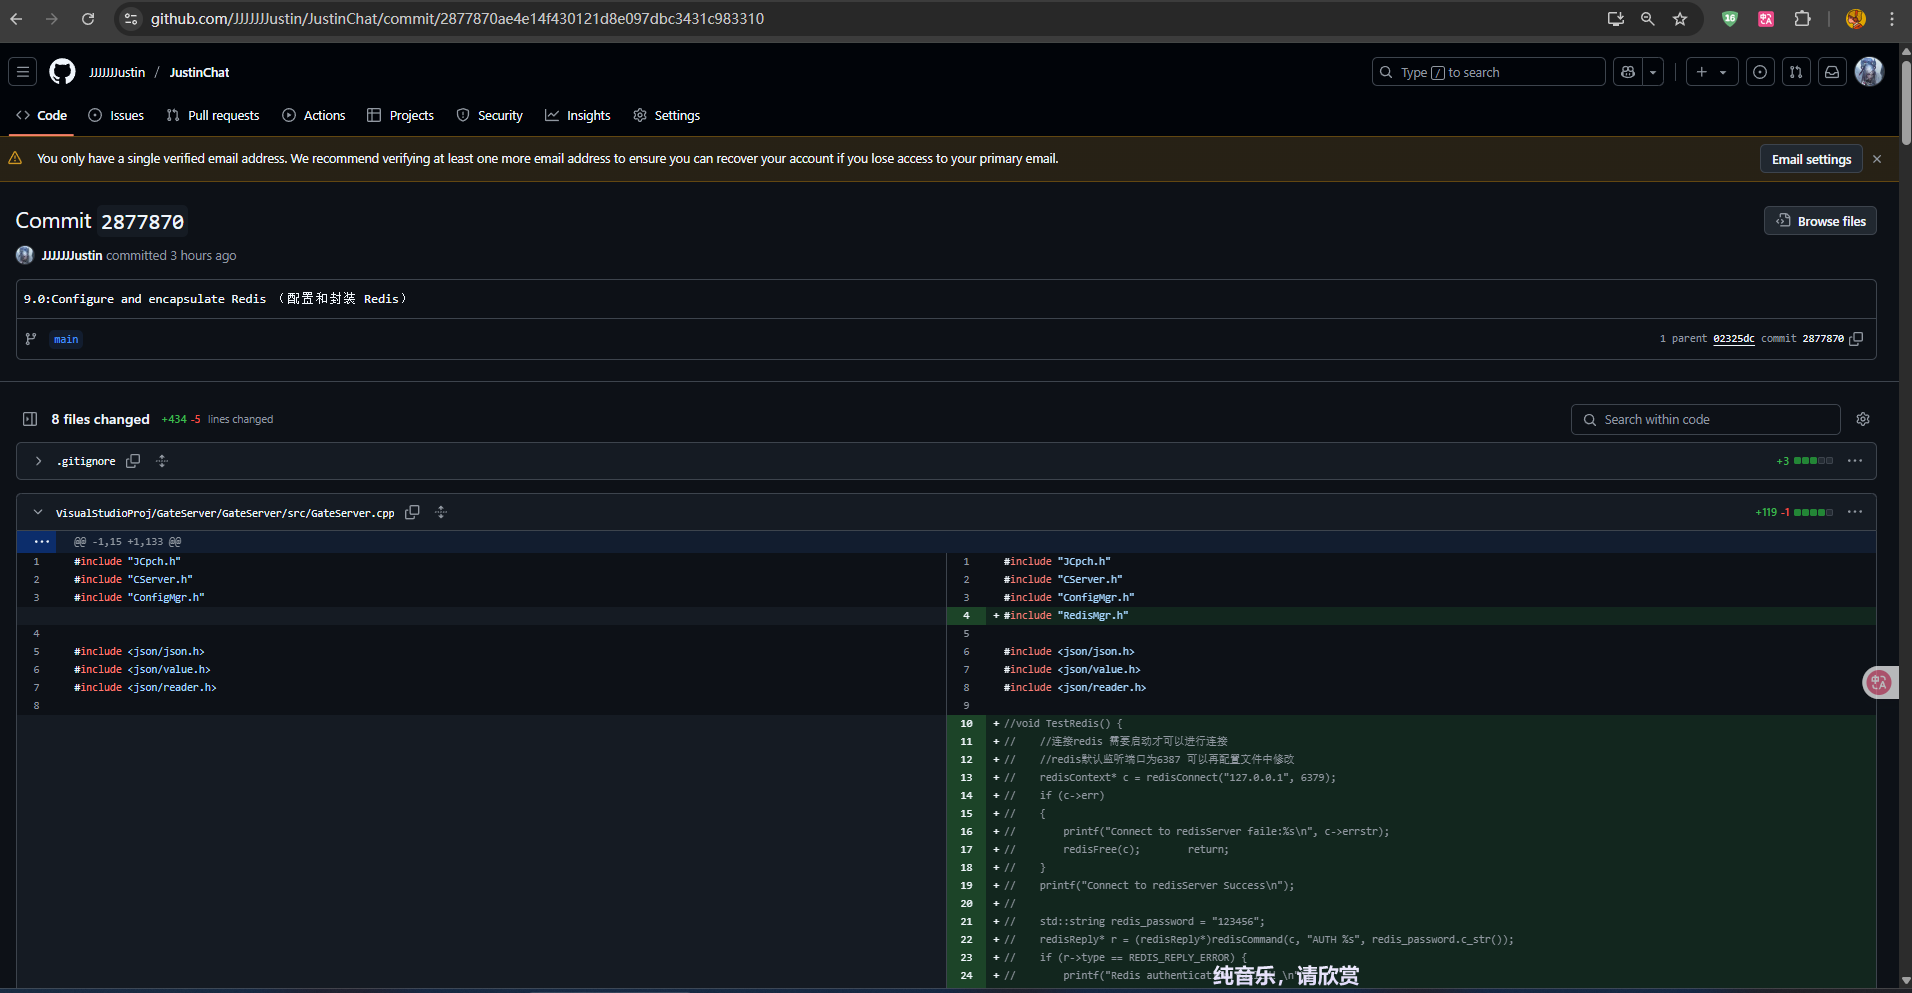 github.com/JJJJJJJustin/JustinChat/commit/2877870ae4e14f430121d8e097dbc3431c983310
16
JJJJJJJustin / JustinChat
Type / to search
Code
Issues
Pull requests
Actions
Projects
Security
Insights
Settings
You only have a single verified email address. We recommend verifying at least one more email address to ensure you can recover your account if you lose access to your primary email.
Email settings
Commit 2877870
Browse files
JJJJJJJustin committed 3 hours ago
9.0:Configure and encapsulate Redis （配置和封装 Redis）
main
1 parent 02325dc commit 2877870
8 files changed +434 -5 lines changed
Search within code
.gitignore
+3
VisualStudioProj/GateServer/GateServer/src/GateServer.cpp
+119 -1
@@ -1,15 +1,133 @@
1 #include "JCpch.h"
2 #include "CServer.h"
3 #include "ConfigMgr.h"
4
5 #include <json/json.h>
6 #include <json/value.h>
7 #include <json/reader.h>
8
1 #include "JCpch.h"
2 #include "CServer.h"
3 #include "ConfigMgr.h"
4 + #include "RedisMgr.h"
5
6 #include <json/json.h>
7 #include <json/value.h>
8 #include <json/reader.h>
9
10 + //void TestRedis() {
11 + // //连接redis 需要启动才可以进行连接
12 + // //redis默认监听端口为6387 可以再配置文件中修改
13 + // redisContext* c = redisConnect("127.0.0.1", 6379);
14 + // if (c->err)
15 + // {
16 + // printf("Connect to redisServer faile:%s\n", c->errstr);
17 + // redisFree(c); return;
18 + // }
19 + // printf("Connect to redisServer Success\n");
20 + //
21 + // std::string redis_password = "123456";
22 + // redisReply* r = (redisReply*)redisCommand(c, "AUTH %s", redis_password.c_str());
23 + // if (r->type == REDIS_REPLY_ERROR) {
24 + // printf("Redis authenticat
纯音乐，请欣赏